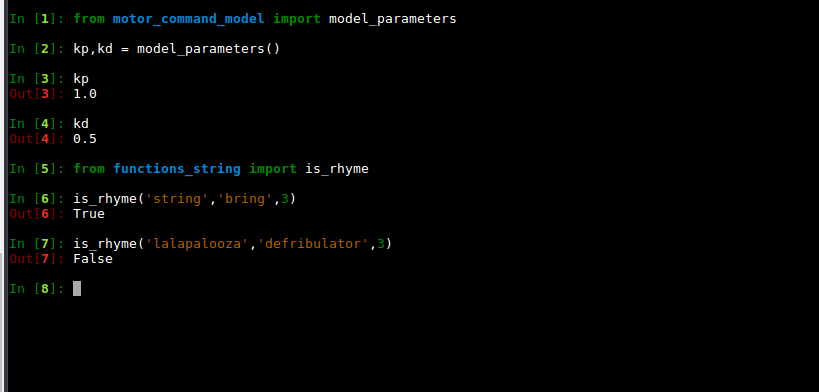 In [1]: from motor_command_model import model_parameters
In [2]: kp,kd = model_parameters()
In [3]: kp
Out[3]: 1.0
In [4]: kd
Out[4]: 0.5
In [5]: from functions_string import is_rhyme
In [6]: is_rhyme('string','bring',3)
Out[6]: True
In [7]: is_rhyme('lalapalooza','defribulator',3)
Out[7]: False
In [8]: